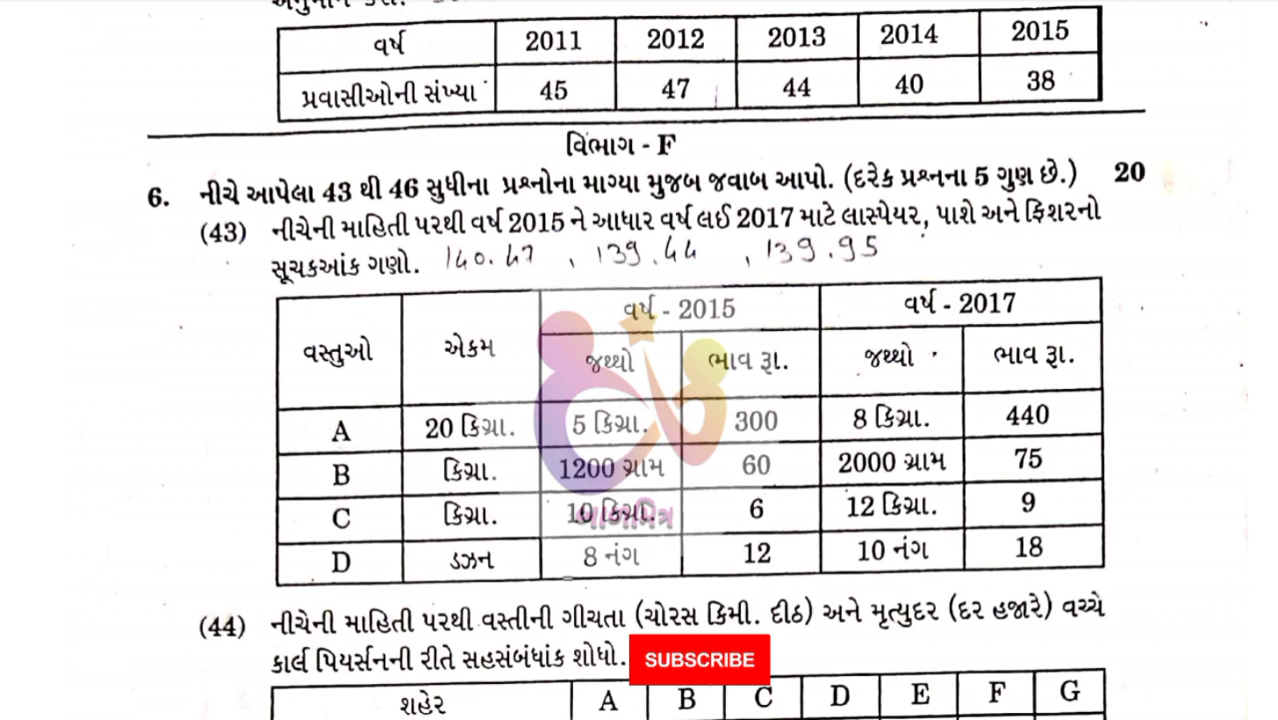 વર્ષ 2011 2012 2013 2014 2015
પ્રવાસીઓની સંખ્યા 45 47 44 40 38
વિભાગ - F
6. નીચે આપેલા 43 થી 46 સુધીના પ્રશ્નોના માગ્યા મુજબ જવાબ આપો. (દરેક પ્રશ્નના 5 ગુણ છે.) 20
(43) નીચેની માહિતી પરથી વર્ષ 2015 ને આધાર વર્ષ લઈ 2017 માટે લાસ્પેયર, પાશે અને ફિશરનો
સૂચકઆંક ગણો. 140.47 , 139.44 , 139.95
વર્ષ - 2015 વર્ષ - 2017
વસ્તુઓ એકમ જથ્થો ભાવ રૂા. જથ્થો ભાવ રૂા.
A 20 કિગ્રા. 5 કિગ્રા. 300 8 કિગ્રા. 440
B કિગ્રા. 1200 ગ્રામ 60 2000 ગ્રામ 75
C કિગ્રા. 10 કિગ્રા. 6 12 કિગ્રા. 9
D ડઝન 8 નંગ 12 10 નંગ 18
(44) નીચેની માહિતી પરથી વસ્તીની ગીચતા (ચોરસ કિમી. દીઠ) અને મૃત્યુદર (દર હજારે) વચ્ચે
કાર્લ પિયર્સનની રીતે સહસંબંધાંક શોધો. SUBSCRIBE
શહેર A B C D E F G